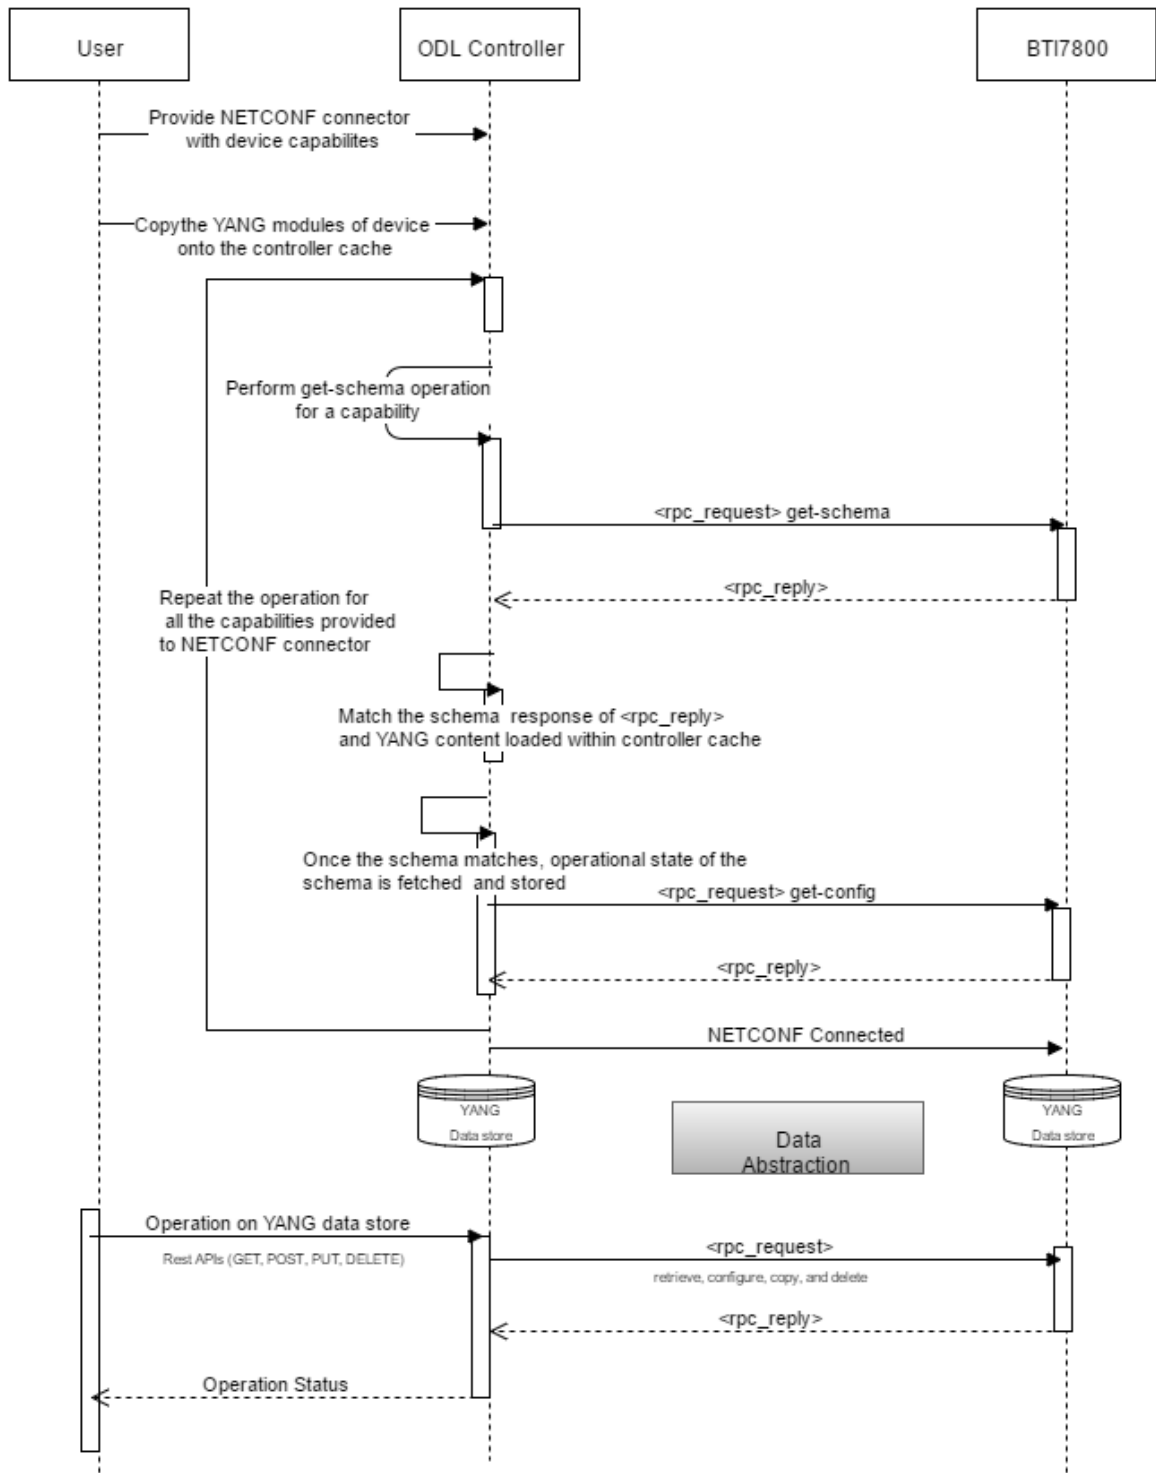 User
ODL Controller
BTI7800
Provide NETCONF connector
with device capabilites
Copythe YANG modules of device
onto the controller cache
Perform get-schema operation
for a capability
<rpc_request> get-schema
<rpc_reply>
Repeat the operation for
all the capabilities provided
to NETCONF connector
Match the schema response of <rpc_reply>
and YANG content loaded within controller cache
Once the schema matches, operational state of the
schema is fetched and stored
<rpc_request> get-config
<rpc_reply>
NETCONF Connected
YANG
Data store
Data
Abstraction
YANG
Data store
Operation on YANG data store
Rest APIs (GET, POST, PUT, DELETE)
<rpc_request>
retrieve, configure, copy, and delete
<rpc_reply>
Operation Status